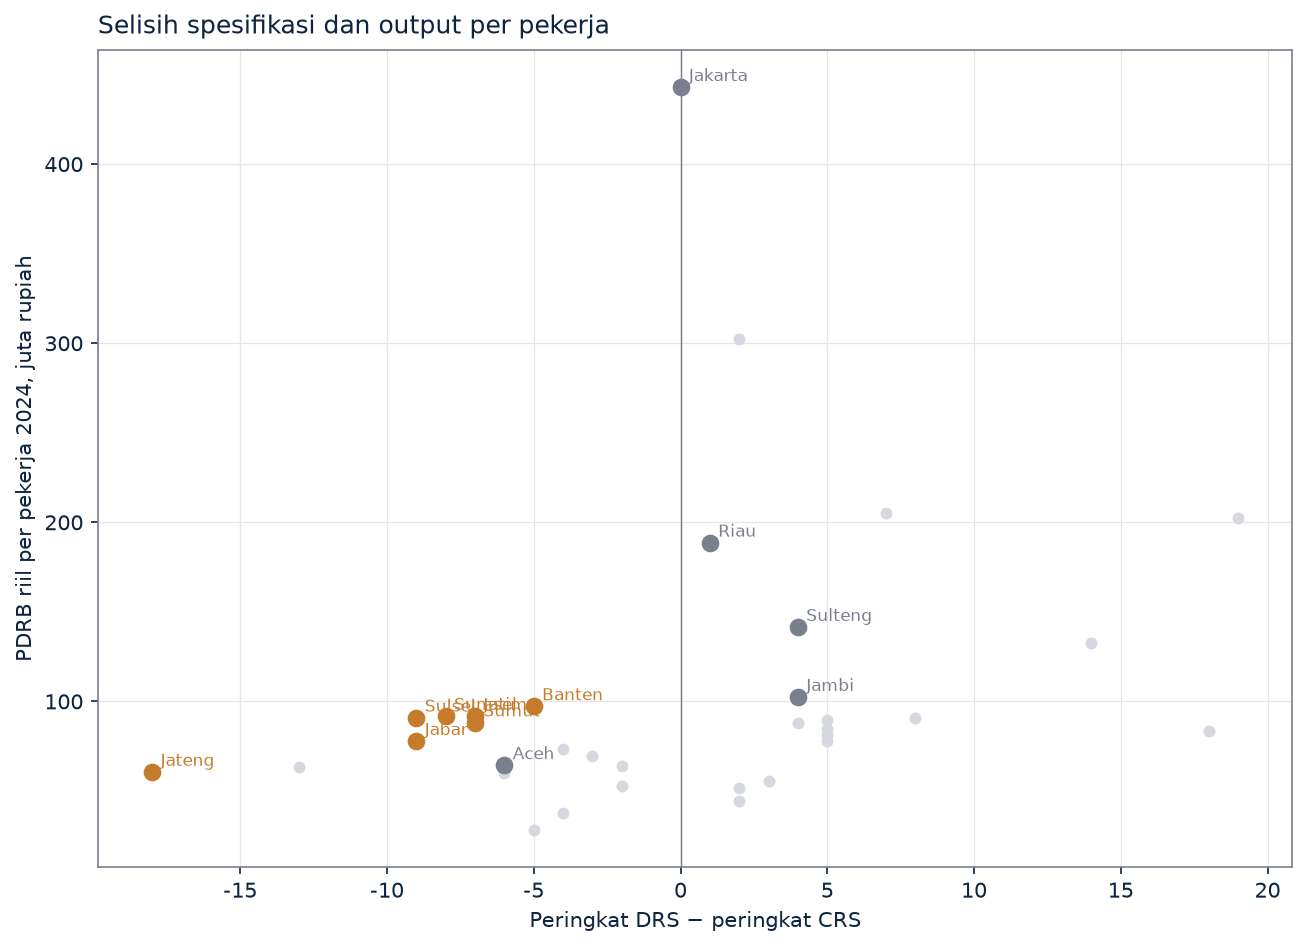 Selisih spesifikasi dan output per pekerja
PDRB riil per pekerja 2024, juta rupiah
400
300
200
100
Jakarta
Riau
Sulteng
Jambi
Banten
Sumut
Jabar
Aceh
Jateng
-15
-10
-5
0
5
10
15
20
Peringkat DRS − peringkat CRS